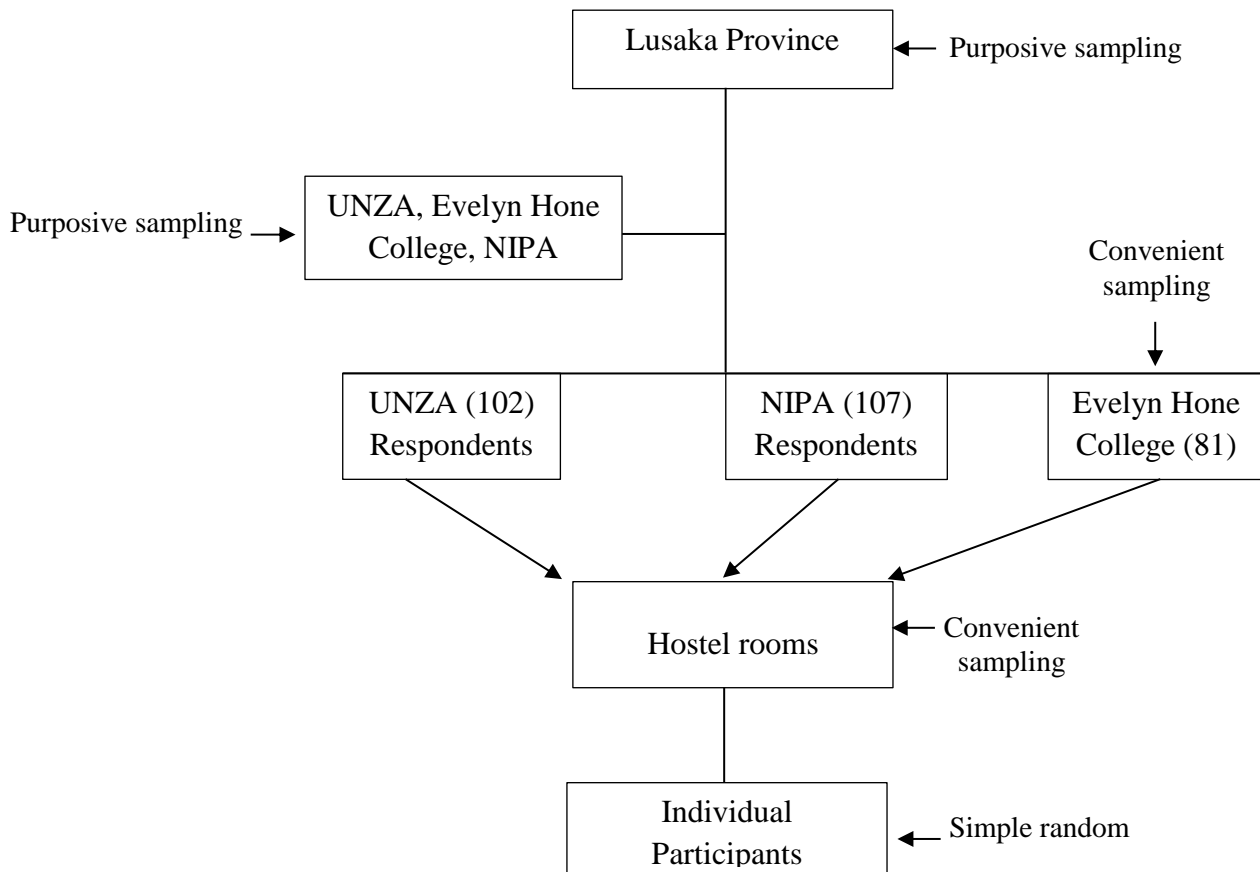 Lusaka Province
Purposive sampling
Purposive sampling
UNZA, Evelyn Hone
College, NIPA
Convenient
sampling
UNZA (102)
Respondents
NIPA (107)
Respondents
Evelyn Hone
College (81)
Hostel rooms
Convenient
sampling
Individual
Participants
Simple random